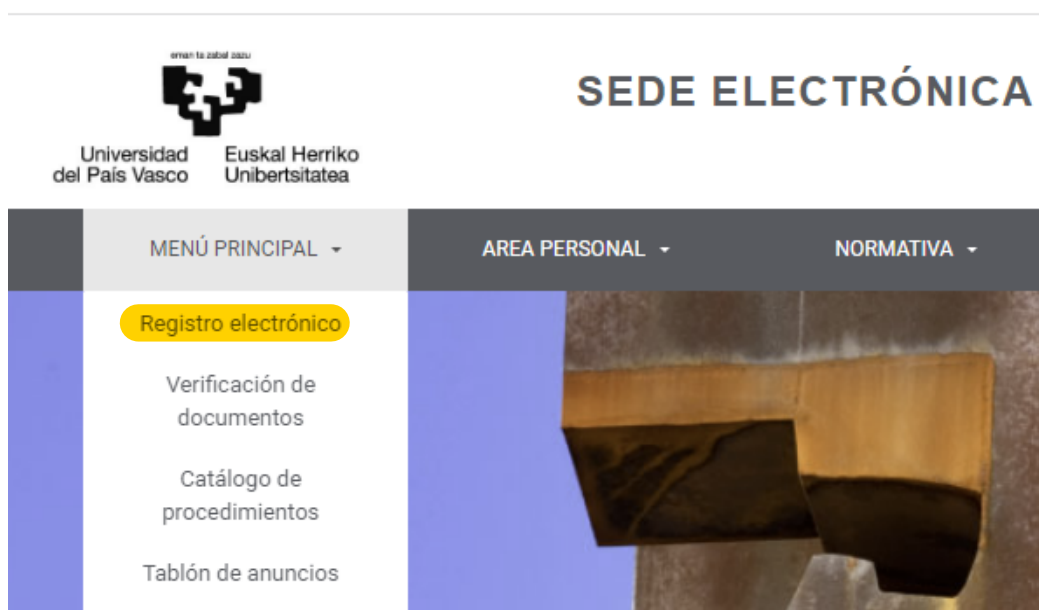 eman ta zabal zazu
Universidad
del País Vasco
Euskal Herriko
Unibertsitatea
SEDE ELECTRÓNICA
MENÚ PRINCIPAL
AREA PERSONAL
NORMATIVA
Registro electrónico
Verificación de
documentos
Catálogo de
procedimientos
Tablón de anuncios